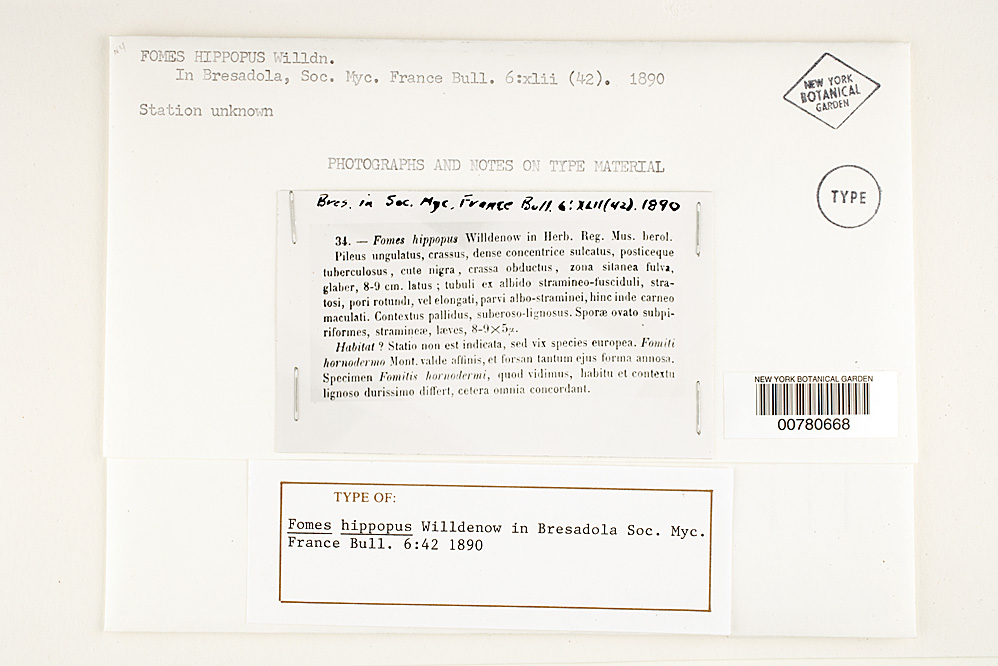 FOMES HIPPOPUS Willdn.
In Bresadola, Soc. Myc. France Bull. 6:xlii (42). 1890
Station unknown
NEW YORK
BOTANICAL
GARDEN
PHOTOGRAPHS AND NOTES ON TYPE MATERIAL
TYPE
Bres. in Soc. Myc. France Bull. 6: XLII (42). 1890
34. — Fomes hippopus Willdenow in Herb. Reg. Mus. berol.
Pileus ungulatus, crassus, dense concentrice sulcatus, posticeque
tuberculosus, cute nigra, crassa obductus, zona sitanea fulva,
glaber, 8-9 cm. latus; tubuli ex albido stramineo-fusciduli, stra-
tosi, pori rotundi, vel elongati, parvi albo-straminei, hinc inde carneo
maculati. Contextus pallidus, suberoso-lignosus. Sporæ ovato subpi-
riformes, stramineæ, læves, 8-9×5μ.
Habitat ? Statio non est indicata, sed vix species europea. Fomiti
hornodermo Mont. valde affinis, et forsan tantum ejus forma annosa.
Specimen Fomitis hornodermi, quod vidimus, habitu et contextu
lignoso durissimo differt, cetera omnia concordant.
NEW YORK BOTANICAL GARDEN
00780668
TYPE OF:
Fomes hippopus Willdenow in Bresadola Soc. Myc.
France Bull. 6:42 1890